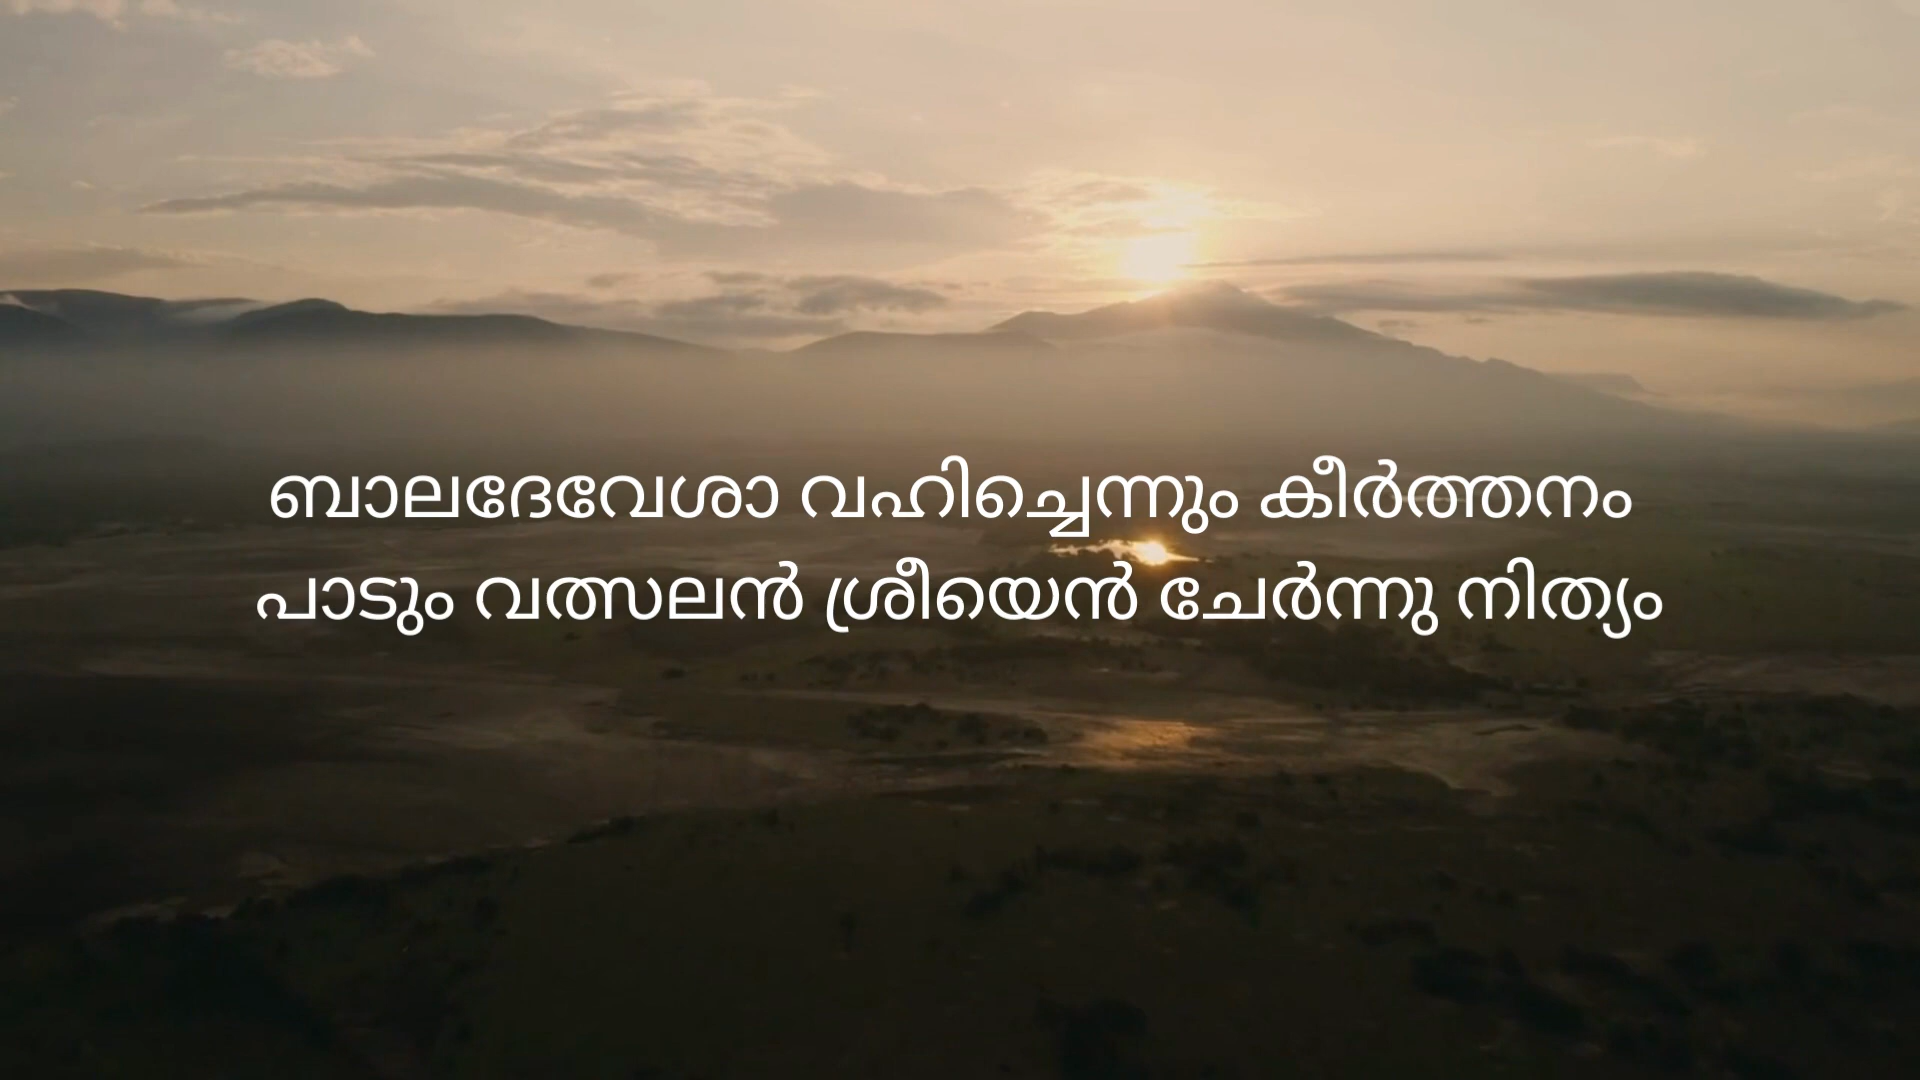 ബാലദേവേശാ വഹിച്ചെന്നും കീർത്തനം
പാടും വത്സലൻ ശ്രീയെൻ ചേർന്നു നിത്യം